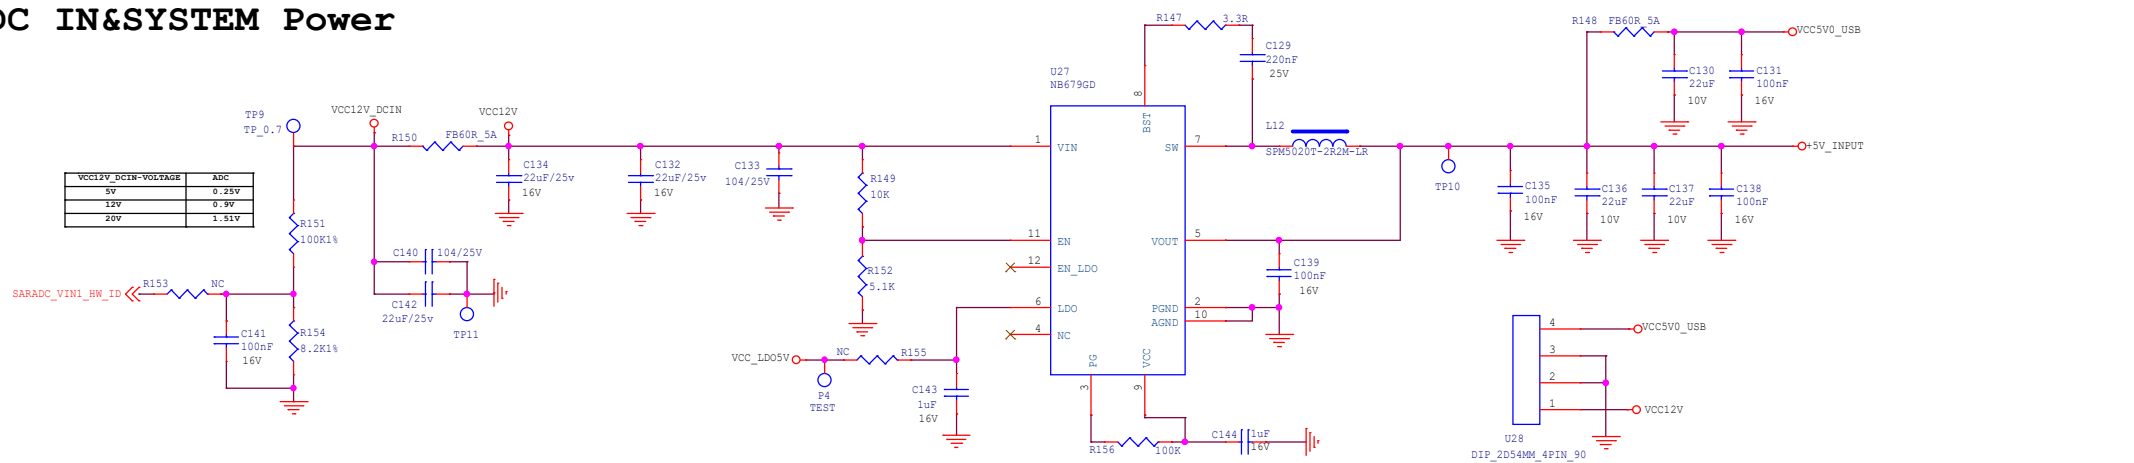 DC IN&SYSTEM Power
R147
3.3R
C129
220nF
25V
R148
FB60R_5A
VCC5V0_USB
C130
22uF
10V
C131
100nF
16V
U27
NB679GD
TP9
TP_0.7
VCC12V_DCIN
VCC12V
R150
FB60R_5A
C134
22uF/25v
16V
C132
22uF/25v
16V
C133
104/25V
R149
10K
1
VIN
8
BST
SW
7
L12
SPM5020T-2R2M-LR
TP10
+5V_INPUT
C135
100nF
16V
C136
22uF
10V
C137
22uF
10V
C138
100nF
16V
VCC12V_DCIN-VOLTAGE ADC
5V 0.25V
12V 0.9V
20V 1.51V
R151
100K1%
C140
104/25V
C142
22uF/25v
TP11
R153
NC
SARADC_VIN1_HW_ID
C141
100nF
16V
R154
8.2K1%
R152
5.1K
11
EN
12
EN_LDO
6
LDO
4
NC
VOUT
5
PGND
2
AGND
10
C139
100nF
16V
VCC_LDO5V
NC
R155
P4
TEST
C143
1uF
16V
PG
3
VCC
9
R156
100K
C144
1uF
16V
4
VCC5V0_USB
3
2
1
VCC12V
U28
DIP_2D54MM_4PIN_90